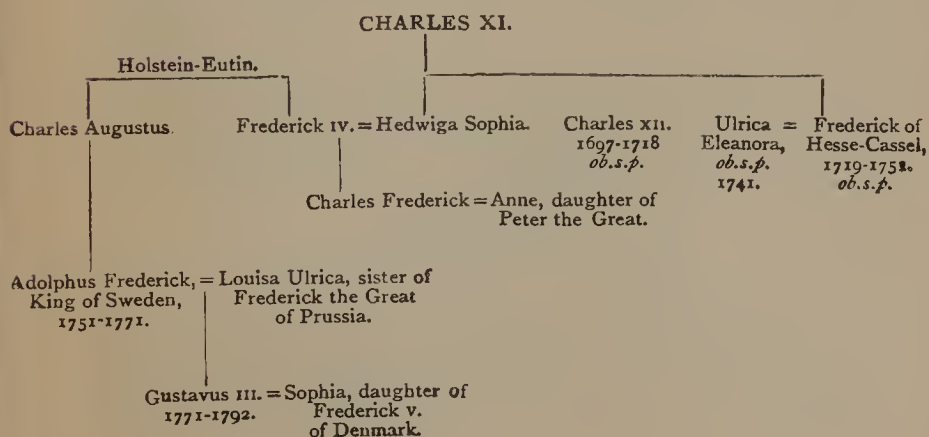 CHARLES XI.
Holstein-Eutin.
Charles Augustus.
Frederick IV. = Hedwiga Sophia.
Charles XII.
1697-1718
ob.s.p.
Ulrica =
Eleanora,
ob.s.p.
1741.
Frederick of
Hesse-Cassel,
1719-1751.
ob.s.p.
Charles Frederick = Anne, daughter of
Peter the Great.
Adolphus Frederick, = Louisa Ulrica, sister of
King of Sweden, Frederick the Great
1751-1771. of Prussia.
Gustavus III. = Sophia, daughter of
1771-1792. Frederick V.
of Denmark.